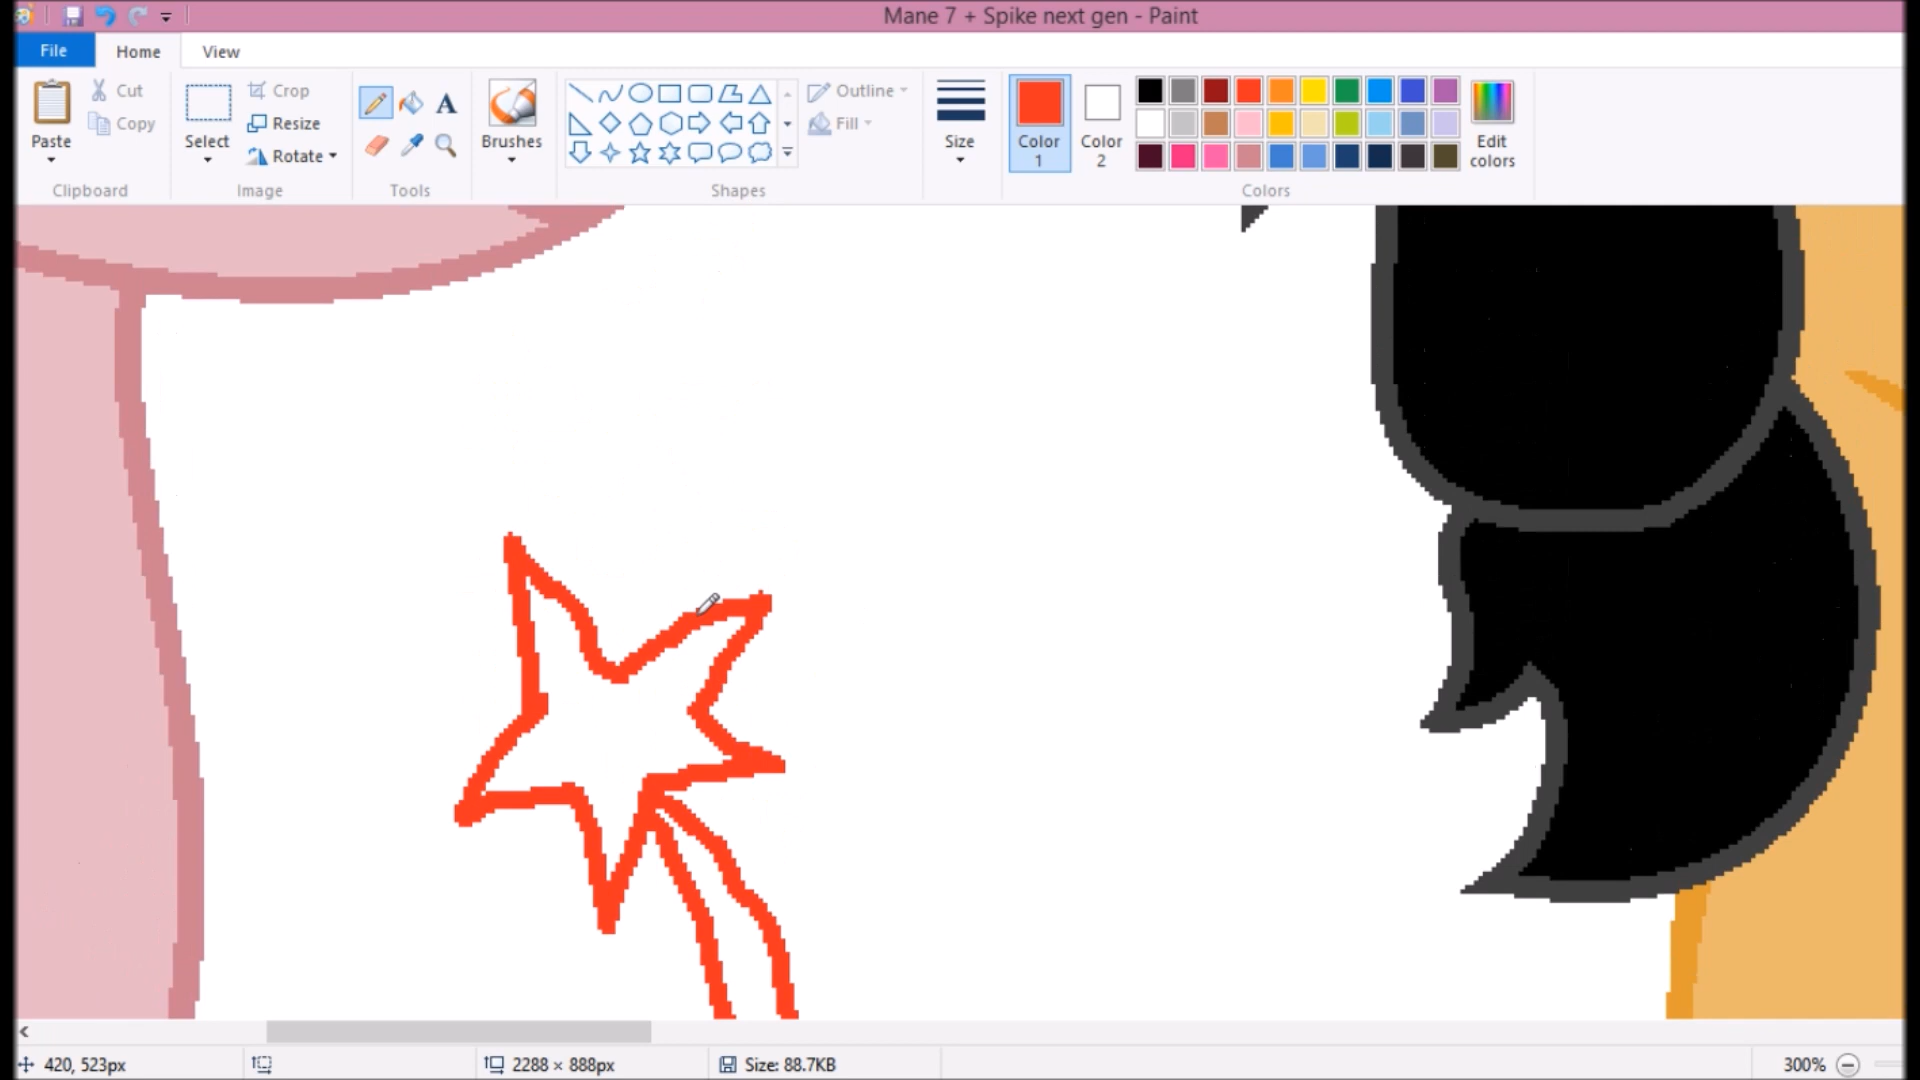 Mane 7 + Spike next gen - Paint
File Home View
Paste
Cut
Copy
Clipboard
Select
Crop
Resize
Rotate
Image
A
Tools
Brushes
Outline
Fill
Shapes
Size
Color 1
Color 2
Edit colors
Colors
420, 523px
2288 × 888px
Size: 88.7KB
300%